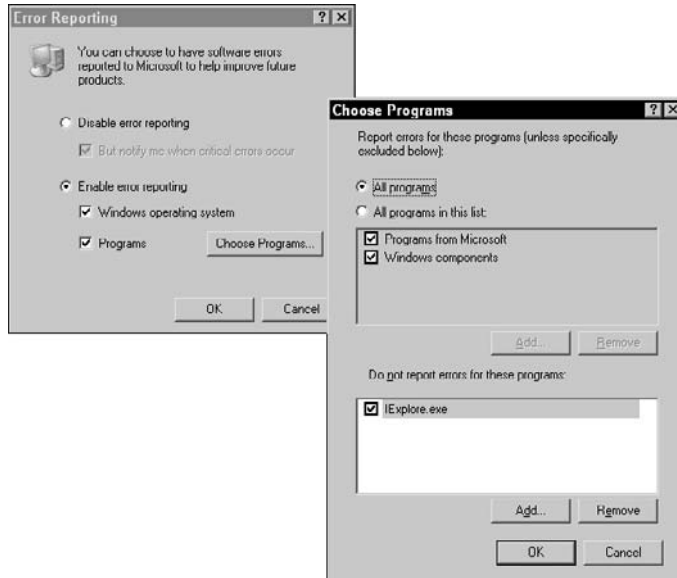 Error Reporting
You can choose to have software errors
reported to Microsoft to help improve future
products.
Disable error reporting
But notify me when critical errors occur
Enable error reporting
Windows operating system
Programs
Choose Programs...
OK
Cancel
Choose Programs
Report errors for these programs (unless specifically
excluded below):
All programs
All programs in this list:
Programs from Microsoft
Windows components
Add...
Remove
Do not report errors for these programs:
IExplore.exe
Add...
Remove
OK
Cancel